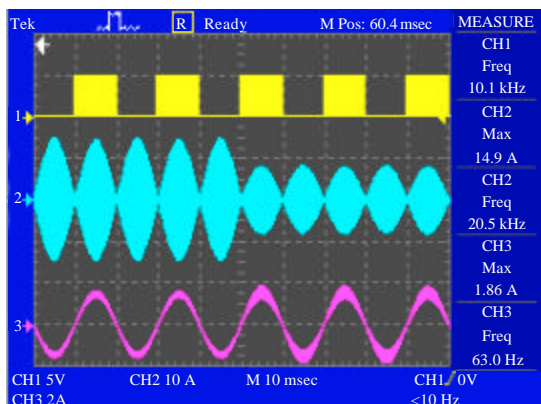 Tek R Ready M Pos: 60.4 msec MEASURE
CH1
Freq
10.1 kHz
1
CH2
Max
14.9 A
2
CH2
Freq
20.5 kHz
CH3
Max
1.86 A
3
CH3
Freq
63.0 Hz
CH1 5V CH2 10 A M 10 msec CH1 / 0V
CH3 2A <10 Hz